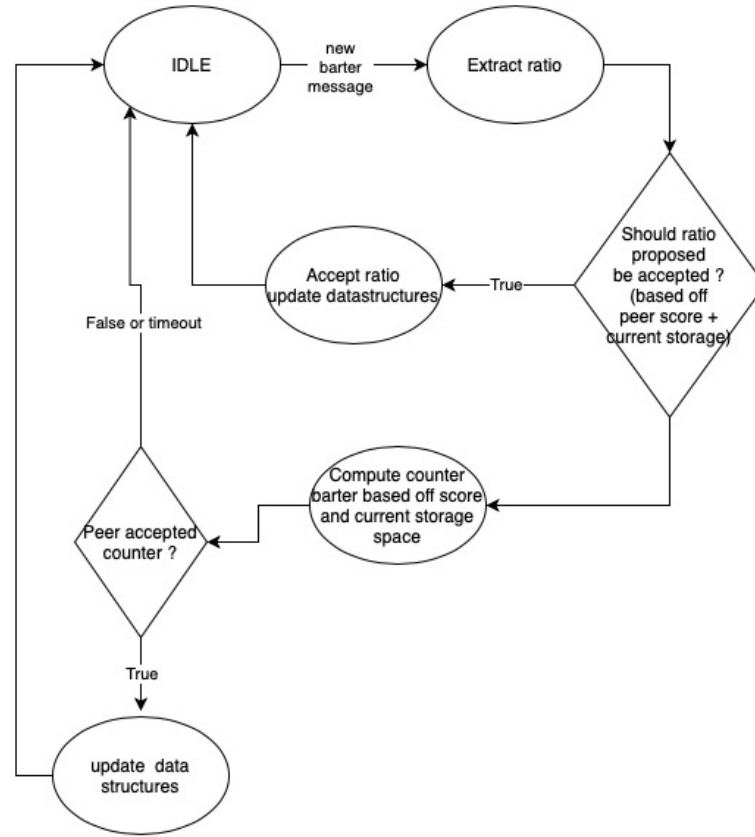 IDLE
new
barter
message
Extract ratio
Should ratio
proposed
be accepted ?
(based off
peer score +
current storage)
True
Accept ratio
update datastructures
False or timeout
Compute counter
barter based off score
and current storage
space
Peer accepted
counter ?
True
update data
structures